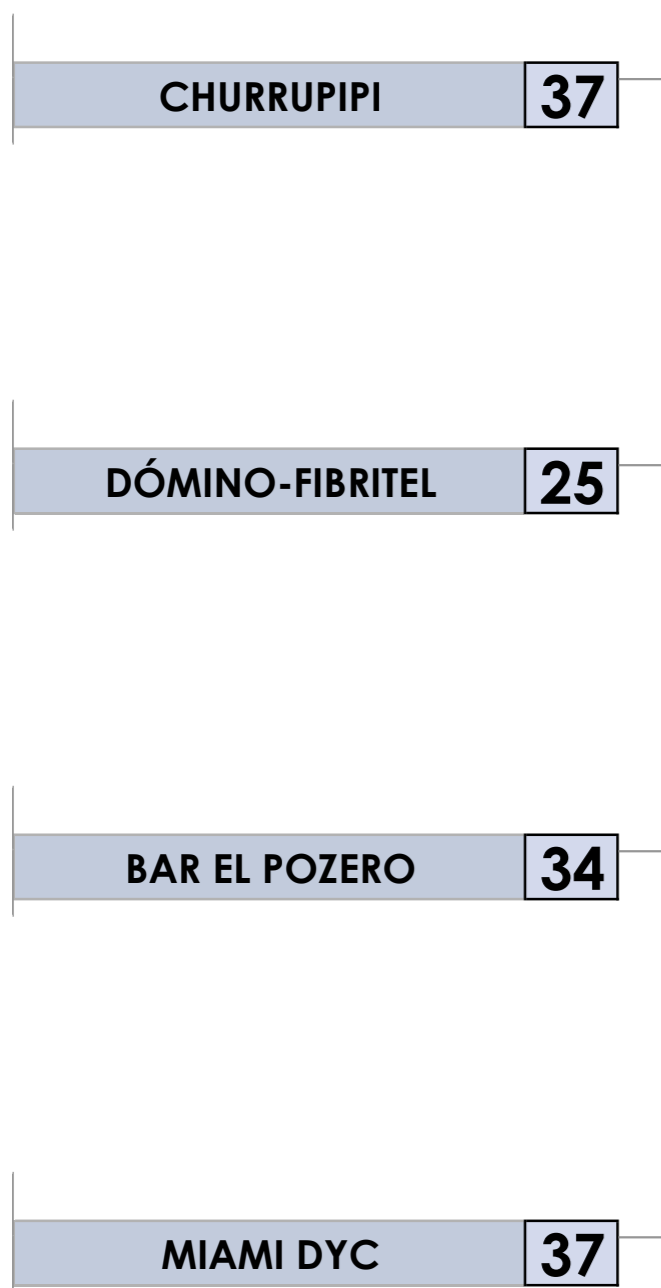 CHURRUPIPI 37
DÓMINO-FIBRITEL 25
BAR EL POZERO 34
MIAMI DYC 37